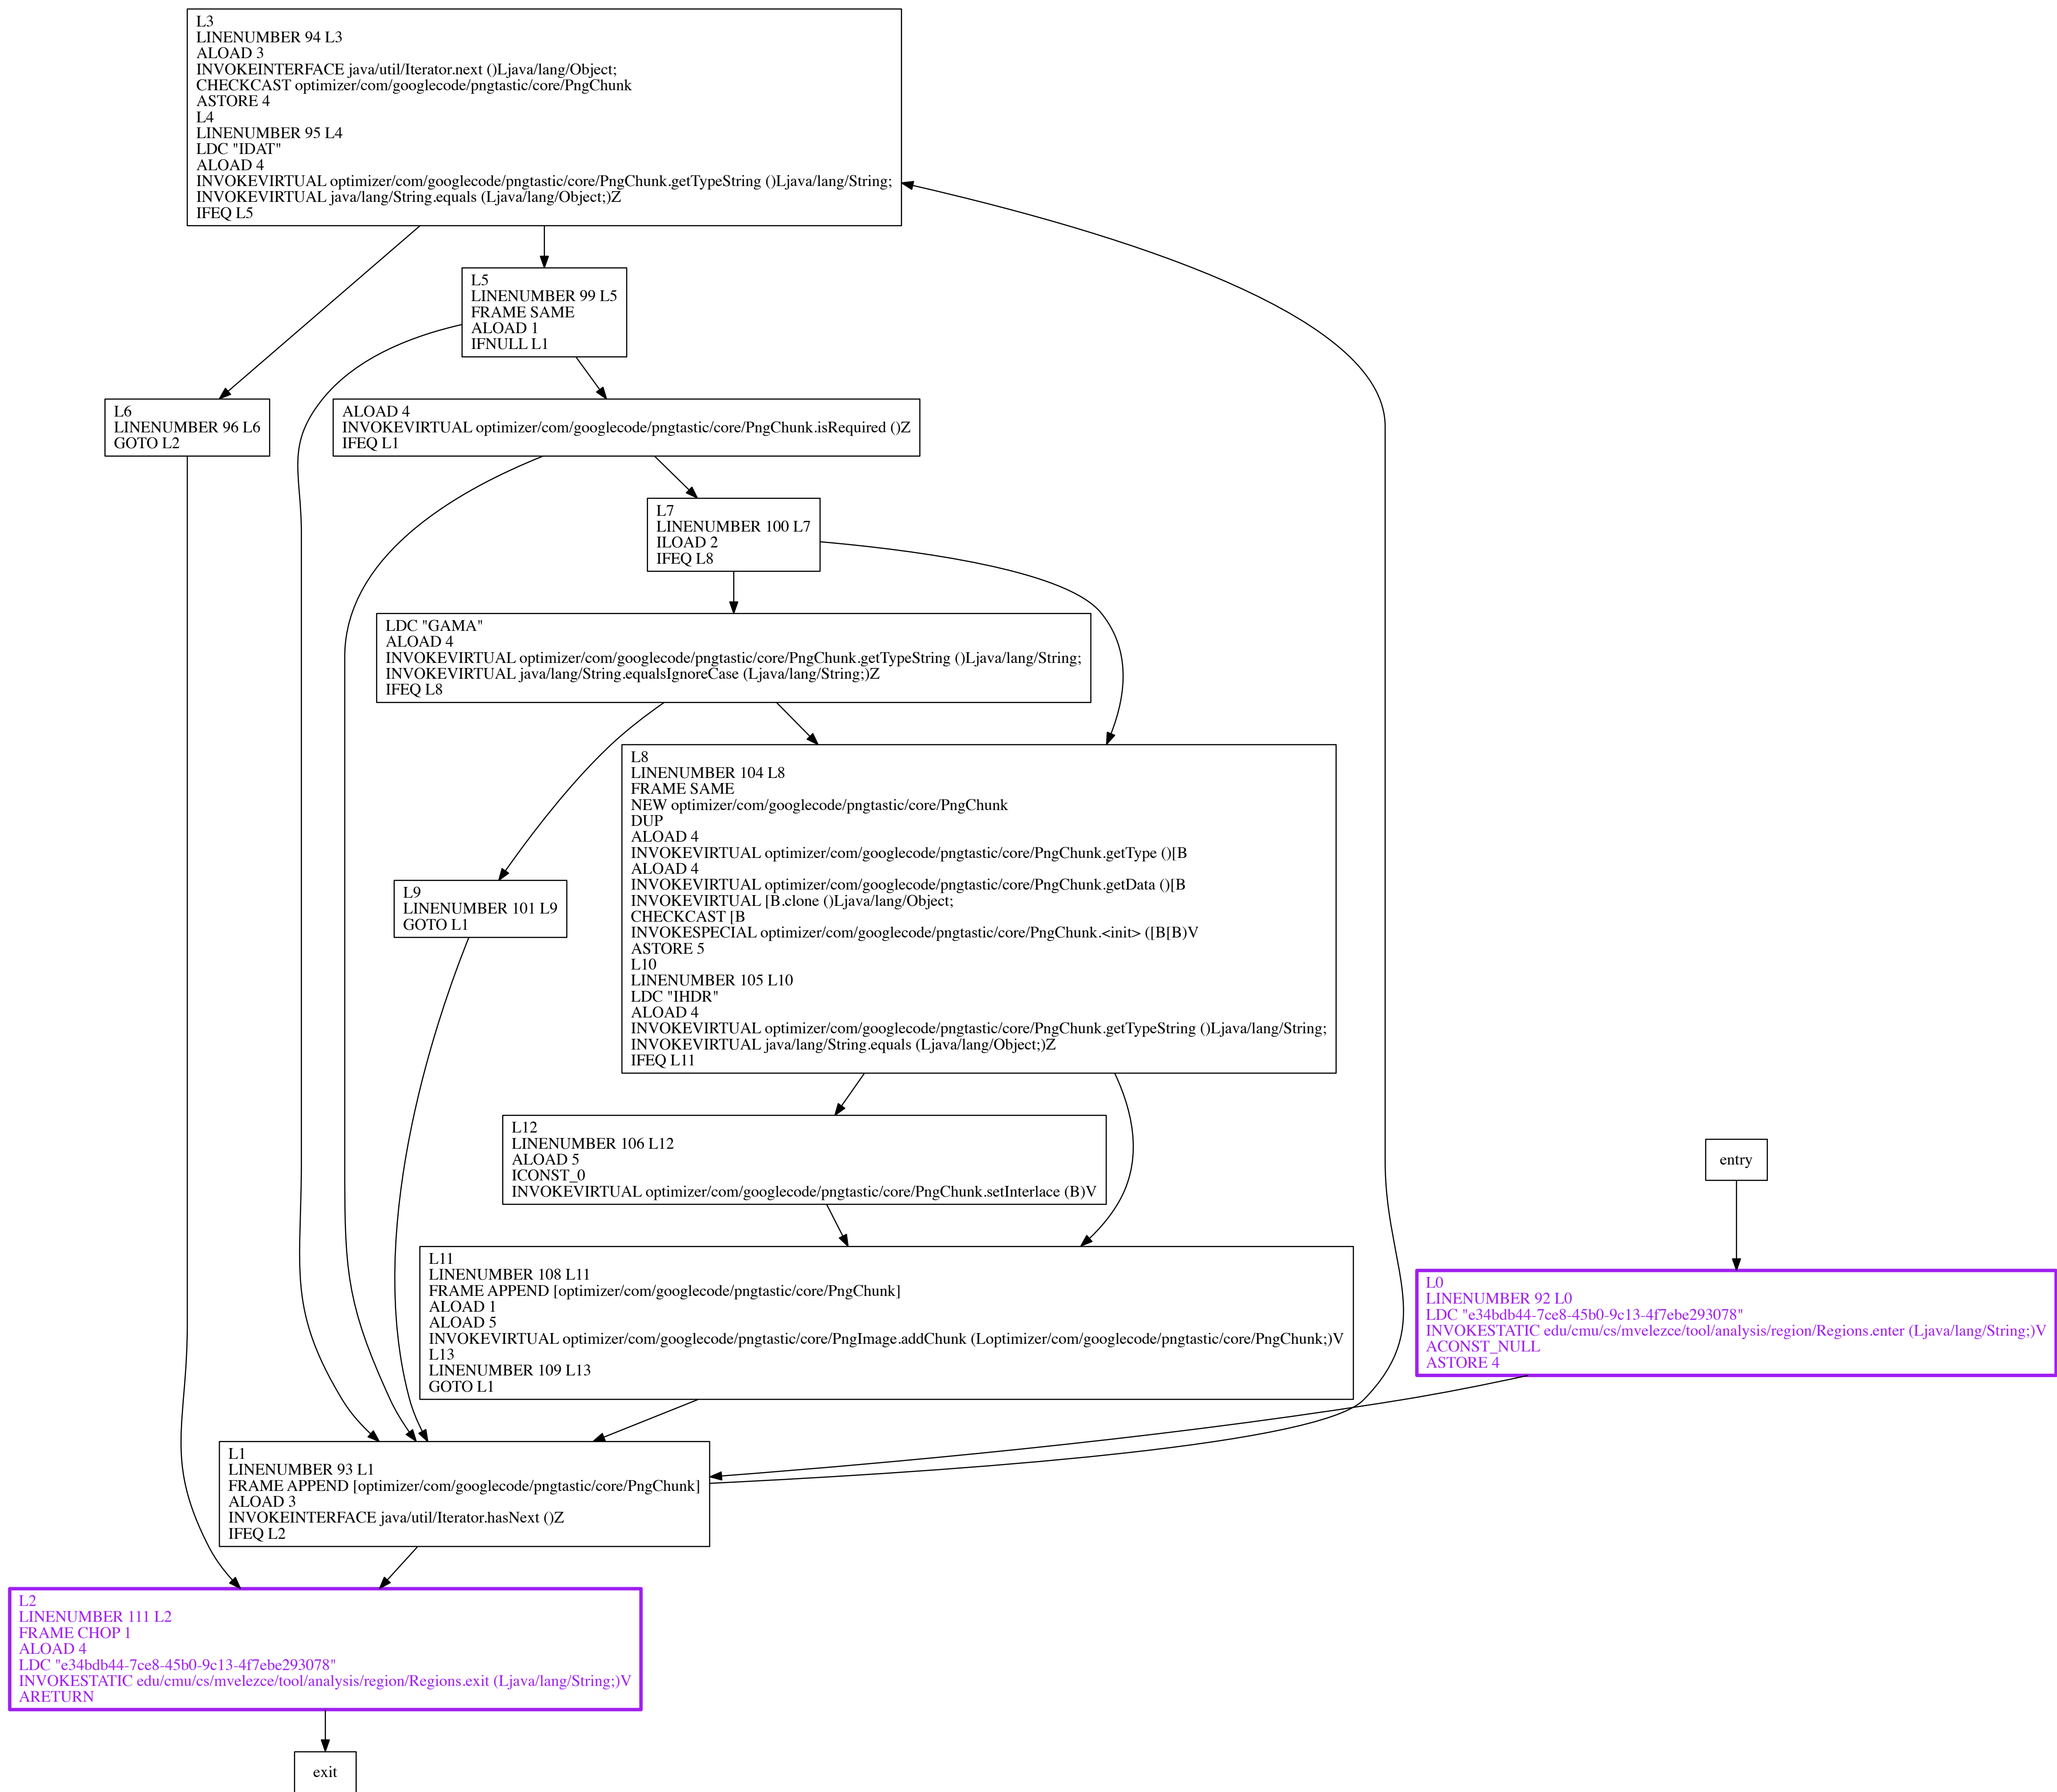 L3
LINENUMBER 94 L3
ALOAD 3
INVOKEINTERFACE java/util/Iterator.next ()Ljava/lang/Object;
CHECKCAST optimizer/com/googlecode/pngtastic/core/PngChunk
ASTORE 4
L4
LINENUMBER 95 L4
LDC "IDAT"
ALOAD 4
INVOKEVIRTUAL optimizer/com/googlecode/pngtastic/core/PngChunk.getTypeString ()Ljava/lang/String;
INVOKEVIRTUAL java/lang/String.equals (Ljava/lang/Object;)Z
IFEQ L5
L5
LINENUMBER 99 L5
FRAME SAME
ALOAD 1
IFNULL L1
L6
LINENUMBER 96 L6
GOTO L2
ALOAD 4
INVOKEVIRTUAL optimizer/com/googlecode/pngtastic/core/PngChunk.isRequired ()Z
IFEQ L1
L7
LINENUMBER 100 L7
ILOAD 2
IFEQ L8
LDC "GAMA"
ALOAD 4
INVOKEVIRTUAL optimizer/com/googlecode/pngtastic/core/PngChunk.getTypeString ()Ljava/lang/String;
INVOKEVIRTUAL java/lang/String.equalsIgnoreCase (Ljava/lang/String;)Z
IFEQ L8
L8
LINENUMBER 104 L8
FRAME SAME
NEW optimizer/com/googlecode/pngtastic/core/PngChunk
DUP
ALOAD 4
INVOKEVIRTUAL optimizer/com/googlecode/pngtastic/core/PngChunk.getType ()[B
ALOAD 4
INVOKEVIRTUAL optimizer/com/googlecode/pngtastic/core/PngChunk.getData ()[B
INVOKEVIRTUAL [B.clone ()Ljava/lang/Object;
CHECKCAST [B
INVOKESPECIAL optimizer/com/googlecode/pngtastic/core/PngChunk.<init> ([B[B)V
ASTORE 5
L10
LINENUMBER 105 L10
LDC "IHDR"
ALOAD 4
INVOKEVIRTUAL optimizer/com/googlecode/pngtastic/core/PngChunk.getTypeString ()Ljava/lang/String;
INVOKEVIRTUAL java/lang/String.equals (Ljava/lang/Object;)Z
IFEQ L11
L9
LINENUMBER 101 L9
GOTO L1
L12
LINENUMBER 106 L12
ALOAD 5
ICONST_0
INVOKEVIRTUAL optimizer/com/googlecode/pngtastic/core/PngChunk.setInterlace (B)V
entry
L11
LINENUMBER 108 L11
FRAME APPEND [optimizer/com/googlecode/pngtastic/core/PngChunk]
ALOAD 1
ALOAD 5
INVOKEVIRTUAL optimizer/com/googlecode/pngtastic/core/PngImage.addChunk (Loptimizer/com/googlecode/pngtastic/core/PngChunk;)V
L13
LINENUMBER 109 L13
GOTO L1
L0
LINENUMBER 92 L0
LDC "e34bdb44-7ce8-45b0-9c13-4f7ebe293078"
INVOKESTATIC edu/cmu/cs/mvelezce/tool/analysis/region/Regions.enter (Ljava/lang/String;)V
ACONST_NULL
ASTORE 4
L1
LINENUMBER 93 L1
FRAME APPEND [optimizer/com/googlecode/pngtastic/core/PngChunk]
ALOAD 3
INVOKEINTERFACE java/util/Iterator.hasNext ()Z
IFEQ L2
L2
LINENUMBER 111 L2
FRAME CHOP 1
ALOAD 4
LDC "e34bdb44-7ce8-45b0-9c13-4f7ebe293078"
INVOKESTATIC edu/cmu/cs/mvelezce/tool/analysis/region/Regions.exit (Ljava/lang/String;)V
ARETURN
exit